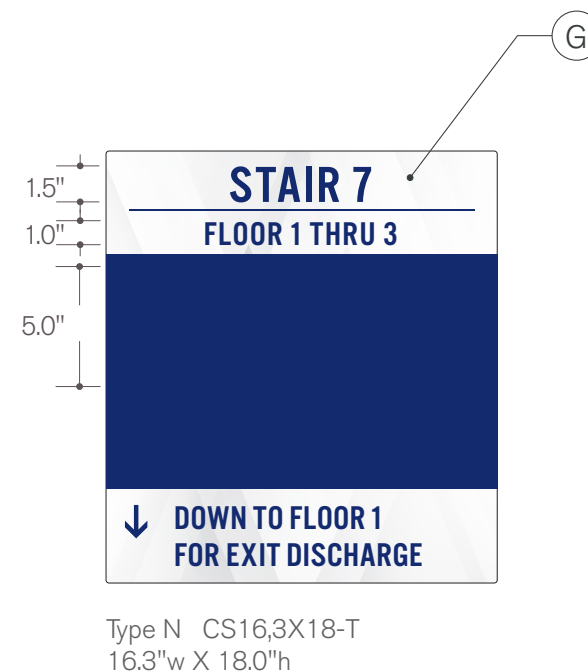 G
STAIR 7
1.5"
FLOOR 1 THRU 3
1.0"
5.0"
↓ DOWN TO FLOOR 1
FOR EXIT DISCHARGE
Type N CS16,3X18-T
16.3"w X 18.0"h